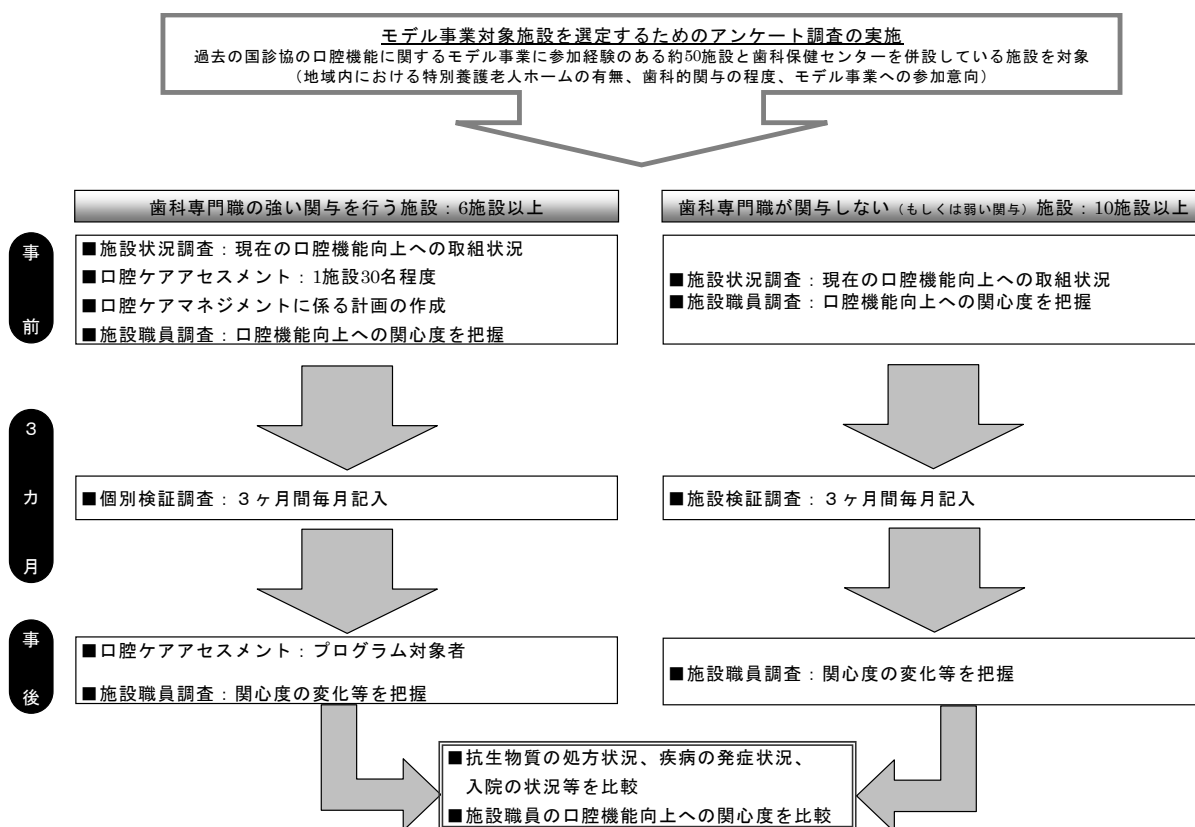 モデル事業対象施設を選定するためのアンケート調査の実施
過去の国診協の口腔機能に関するモデル事業に参加経験のある約50施設と歯科保健センターを併設している施設を対象
（地域内における特別養護老人ホームの有無、歯科的関与の程度、モデル事業への参加意向）
歯科専門職の強い関与を行う施設：6施設以上
歯科専門職が関与しない（もしくは弱い関与）施設：10施設以上
事前
■施設状況調査：現在の口腔機能向上への取組状況
■口腔ケアアセスメント：1施設30名程度
■口腔ケアマネジメントに係る計画の作成
■施設職員調査：口腔機能向上への関心度を把握
■施設状況調査：現在の口腔機能向上への取組状況
■施設職員調査：口腔機能向上への関心度を把握
3カ月
■個別検証調査：３ヶ月間毎月記入
■施設検証調査：３ヶ月間毎月記入
事後
■口腔ケアアセスメント：プログラム対象者
■施設職員調査：関心度の変化等を把握
■施設職員調査：関心度の変化等を把握
■抗生物質の処方状況、疾病の発症状況、
入院の状況等を比較
■施設職員の口腔機能向上への関心度を比較